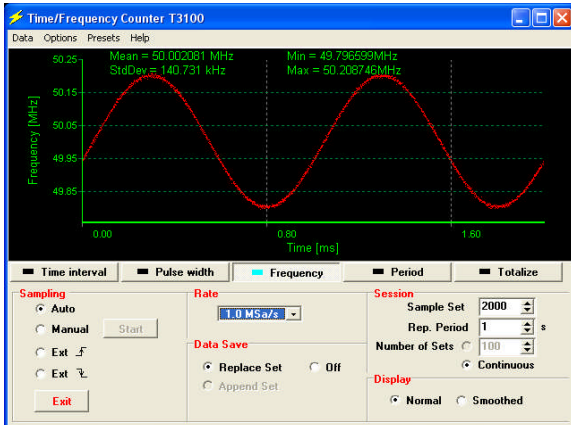 Time/Frequency Counter T3100
Data Options Presets Help
Mean = 50.002081 MHz Min = 49.796599MHz
StdDev = 140.731 kHz Max = 50.208746MHz
50.25
50.15
50.05
49.95
49.85
Frequency [MHz]
0.00 0.80 1.60
Time [ms]
Time interval Pulse width Frequency Period Totalize
Sampling
Auto
Manual Start
Ext
Ext
Exit
Rate
1.0 MSa/s
Data Save
Replace Set Off
Append Set
Session
Sample Set 2000
Rep. Period 1 s
Number of Sets 100
Continuous
Display
Normal Smoothed